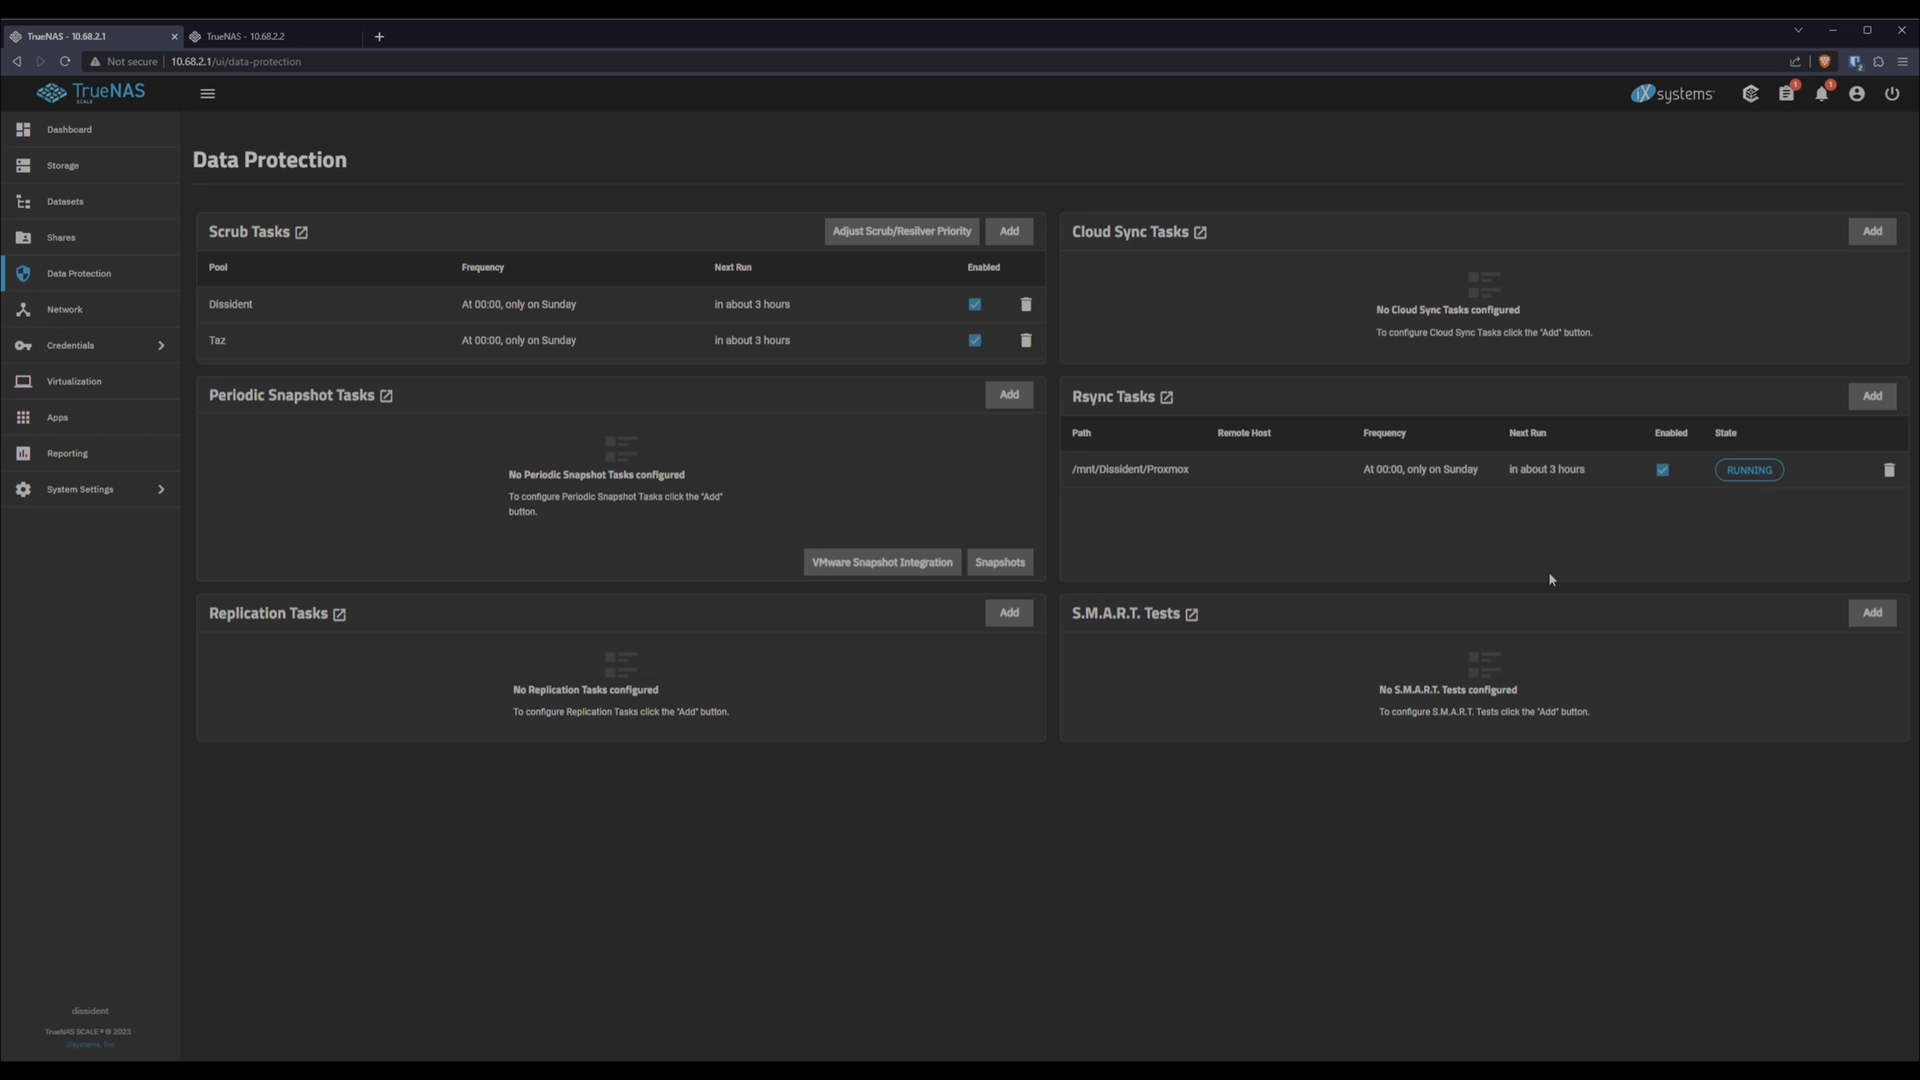 TrueNAS - 10.68.2.1
TrueNAS - 10.68.2.2
Not secure
10.68.2.1/ui/data-protection
TrueNAS
SCALE
iXsystems
1
1
Dashboard
Storage
Datasets
Shares
Data Protection
Network
Credentials
Virtualization
Apps
Reporting
System Settings
dissident
TrueNAS SCALE ® © 2023 -
iXsystems, Inc.
Data Protection
Scrub Tasks
Adjust Scrub/Resilver Priority
Add
Pool Frequency Next Run Enabled
Dissident At 00:00, only on Sunday in about 3 hours
Taz At 00:00, only on Sunday in about 3 hours
Cloud Sync Tasks
Add
No Cloud Sync Tasks configured
To configure Cloud Sync Tasks click the "Add" button.
Periodic Snapshot Tasks
Add
No Periodic Snapshot Tasks configured
To configure Periodic Snapshot Tasks click the "Add"
button.
VMware Snapshot Integration
Snapshots
Rsync Tasks
Add
Path Remote Host Frequency Next Run Enabled State
/mnt/Dissident/Proxmox At 00:00, only on Sunday in about 3 hours RUNNING
Replication Tasks
Add
No Replication Tasks configured
To configure Replication Tasks click the "Add" button.
S.M.A.R.T. Tests
Add
No S.M.A.R.T. Tests configured
To configure S.M.A.R.T. Tests click the "Add" button.